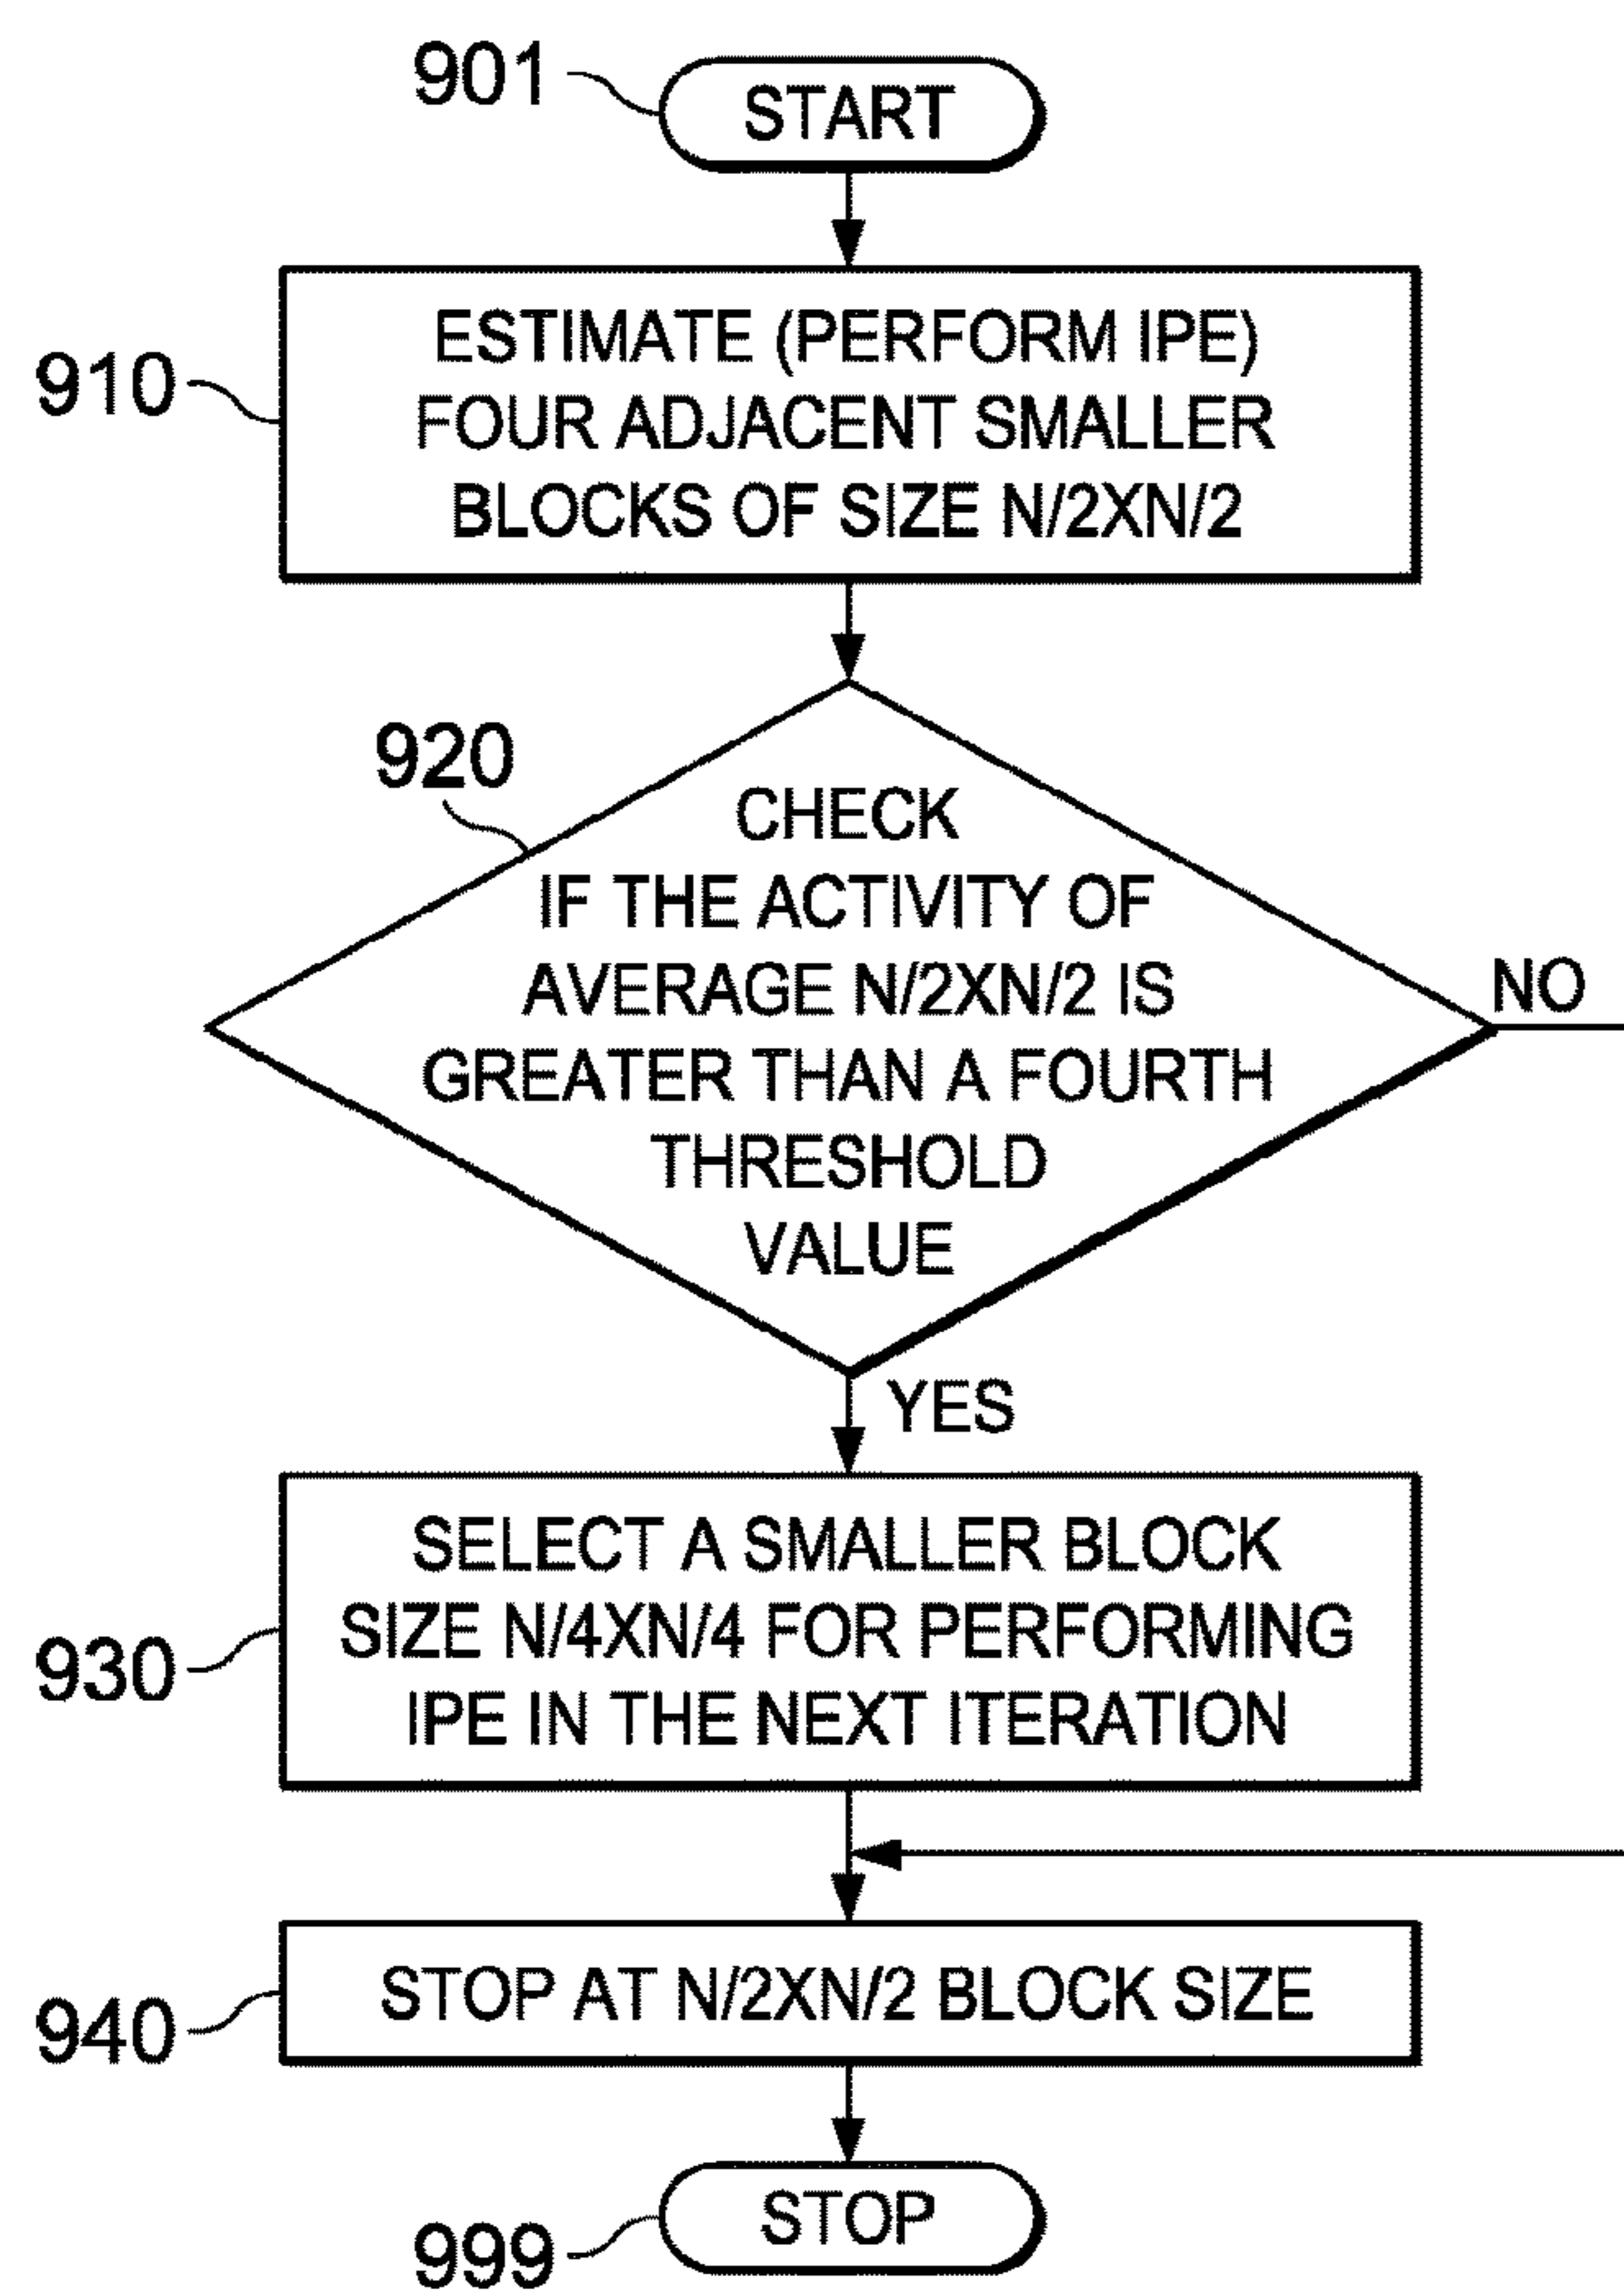 901
START
910
ESTIMATE (PERFORM IPE)
FOUR ADJACENT SMALLER
BLOCKS OF SIZE N/2XN/2
920
CHECK
IF THE ACTIVITY OF
AVERAGE N/2XN/2 IS
GREATER THAN A FOURTH
THRESHOLD
VALUE
NO
YES
930
SELECT A SMALLER BLOCK
SIZE N/4XN/4 FOR PERFORMING
IPE IN THE NEXT ITERATION
940
STOP AT N/2XN/2 BLOCK SIZE
999
STOP